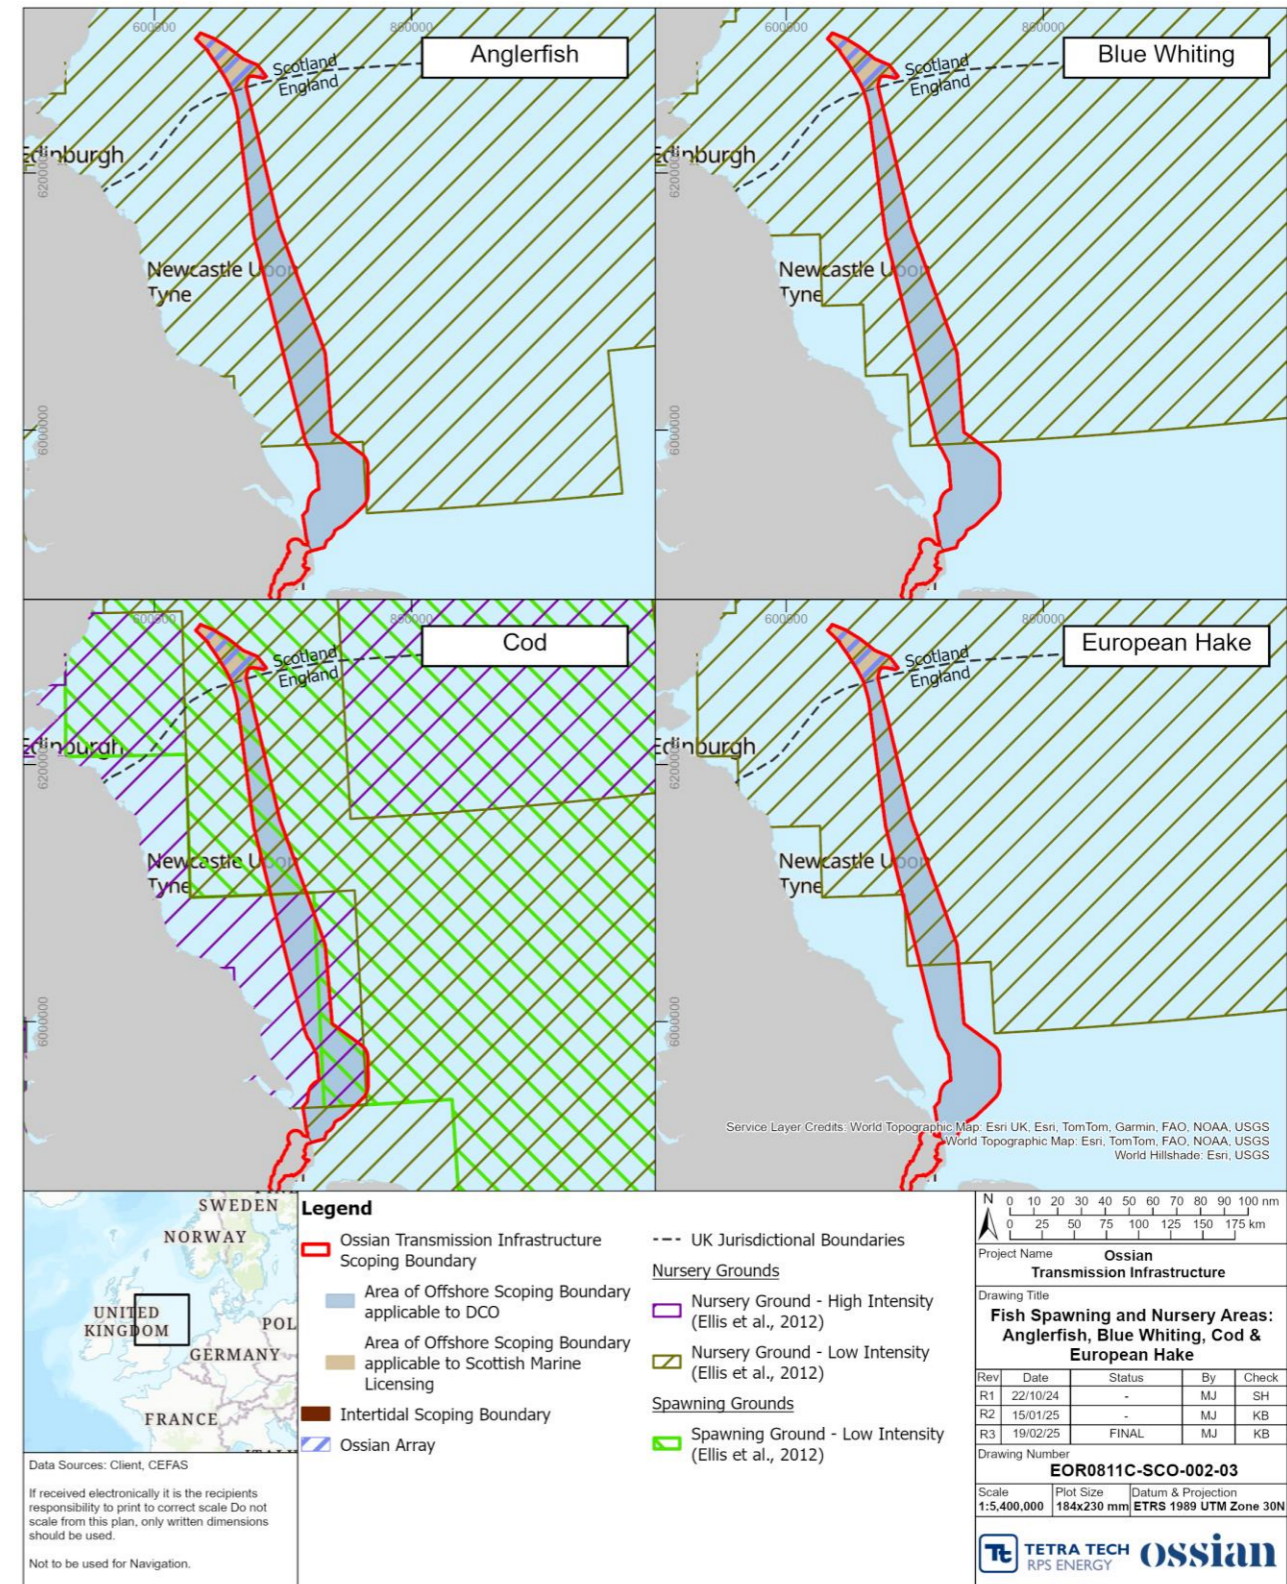 600000
800000
Anglerfish
Scotland
England
Edinburgh
6200000
Newcastle Upon
Tyne
6000000
600000
800000
Blue Whiting
Scotland
England
Edinburgh
6200000
Newcastle Upon
Tyne
6000000
600000
800000
Cod
Scotland
England
Edinburgh
6200000
Newcastle Upon
Tyne
6000000
600000
800000
European Hake
Scotland
England
Edinburgh
6200000
Newcastle Upon
Tyne
6000000
Service Layer Credits: World Topographic Map: Esri UK, Esri, TomTom, Garmin, FAO, NOAA, USGS
World Topographic Map: Esri, TomTom, FAO, NOAA, USGS
World Hillshade: Esri, USGS
SWEDEN
NORWAY
UNITED
KINGDOM
POL
GERMANY
FRANCE
Data Sources: Client, CEFAS
If received electronically it is the recipients
responsibility to print to correct scale Do not
scale from this plan, only written dimensions
should be used.
Not to be used for Navigation.
Legend
Ossian Transmission Infrastructure
Scoping Boundary
Area of Offshore Scoping Boundary
applicable to DCO
Area of Offshore Scoping Boundary
applicable to Scottish Marine
Licensing
Intertidal Scoping Boundary
Ossian Array
UK Jurisdictional Boundaries
Nursery Grounds
Nursery Ground - High Intensity
(Ellis et al., 2012)
Nursery Ground - Low Intensity
(Ellis et al., 2012)
Spawning Grounds
Spawning Ground - Low Intensity
(Ellis et al., 2012)
N
0 10 20 30 40 50 60 70 80 90 100 nm
0 25 50 75 100 125 150 175 km
Project Name
Ossian
Transmission Infrastructure
Drawing Title
Fish Spawning and Nursery Areas:
Anglerfish, Blue Whiting, Cod &
European Hake
Rev Date Status By Check
R1 22/10/24 - MJ SH
R2 15/01/25 - MJ KB
R3 19/02/25 FINAL MJ KB
Drawing Number
EOR0811C-SCO-002-03
Scale Plot Size Datum & Projection
1:5,400,000 184x230 mm ETRS 1989 UTM Zone 30N
Tt TETRA TECH
RPS ENERGY
ossian